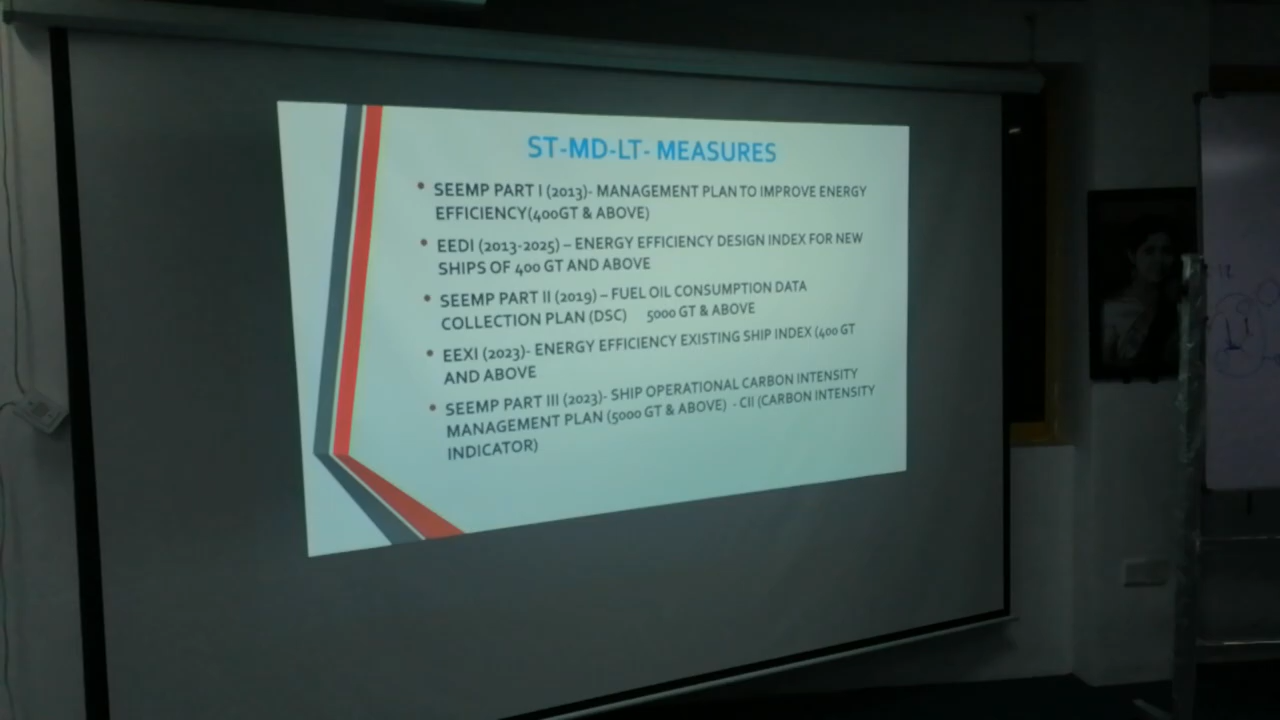 ST-MD-LT- MEASURES
• SEEMP PART I (2013)- MANAGEMENT PLAN TO IMPROVE ENERGY
EFFICIENCY(400GT & ABOVE)
• EEDI (2013-2025) – ENERGY EFFICIENCY DESIGN INDEX FOR NEW
SHIPS OF 400 GT AND ABOVE
• SEEMP PART II (2019) – FUEL OIL CONSUMPTION DATA
COLLECTION PLAN (DSC) 5000 GT & ABOVE
• EEXI (2023)- ENERGY EFFICIENCY EXISTING SHIP INDEX (400 GT
AND ABOVE
• SEEMP PART III (2023)- SHIP OPERATIONAL CARBON INTENSITY
MANAGEMENT PLAN (5000 GT & ABOVE) - CII (CARBON INTENSITY
INDICATOR)